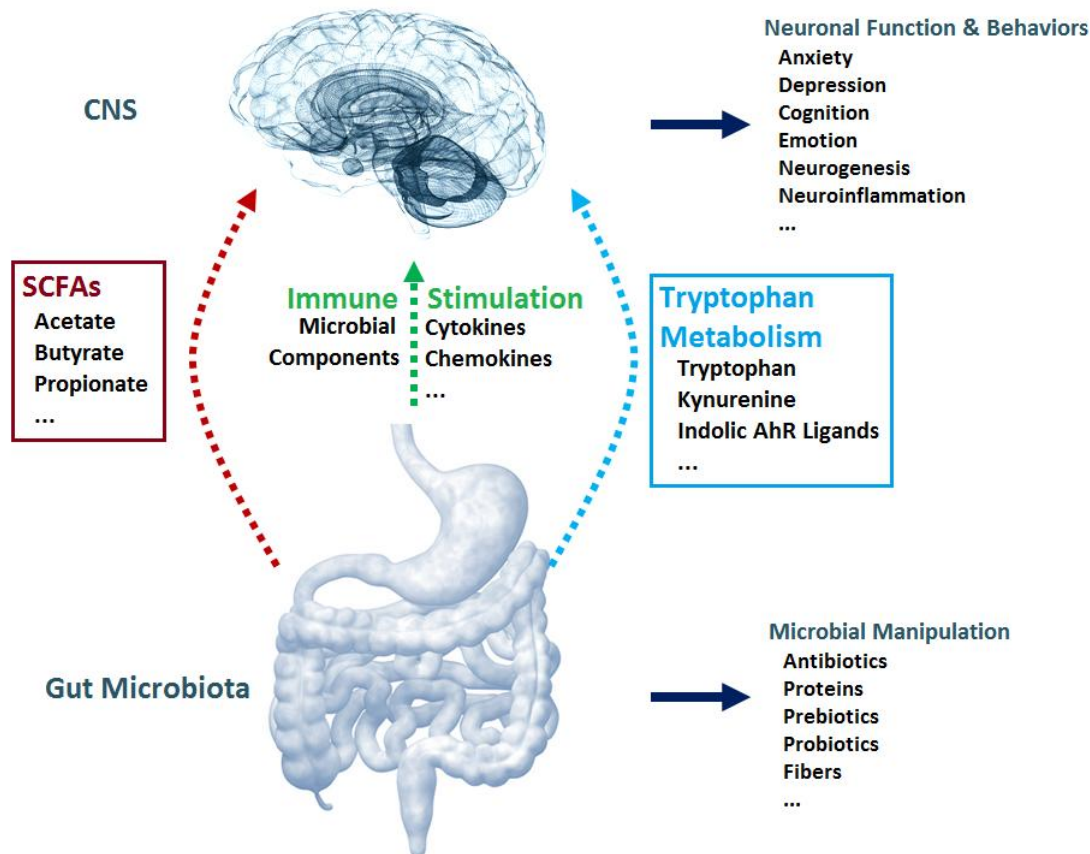 Neuronal Function & Behaviors
Anxiety
Depression
Cognition
Emotion
Neurogenesis
Neuroinflammation
...
CNS
SCFAs
Acetate
Butyrate
Propionate
...
Immune Stimulation
Microbial Cytokines
Components Chemokines
...
Tryptophan
Metabolism
Tryptophan
Kynurenine
Indolic AhR Ligands
...
Gut Microbiota
Microbial Manipulation
Antibiotics
Proteins
Prebiotics
Probiotics
Fibers
...